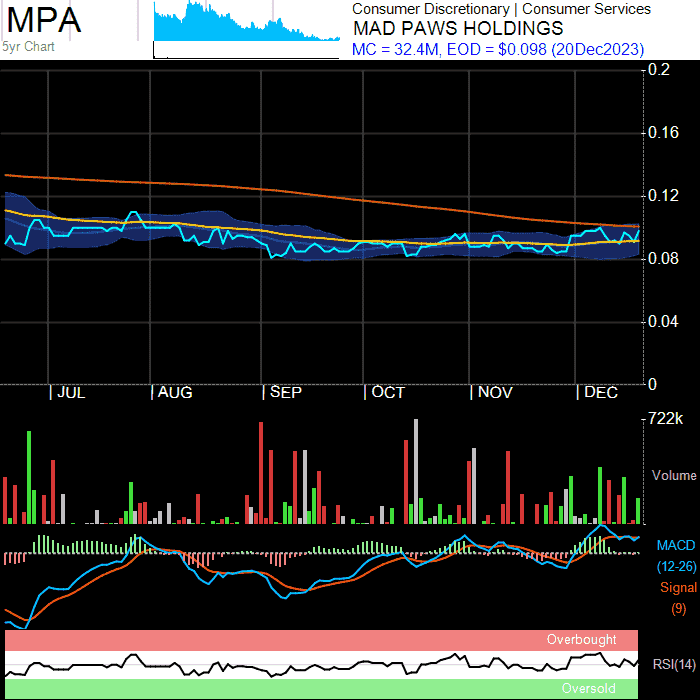 MPA
5yr Chart
Consumer Discretionary | Consumer Services
MAD PAWS HOLDINGS
MC = 32.4M, EOD = $0.098 (20Dec2023)
0.2
0.16
0.12
0.08
0.04
0
| JUL | AUG | SEP | OCT | NOV | DEC
722k
Volume
MACD
(12-26)
Signal
(9)
Overbought
RSI(14)
Oversold